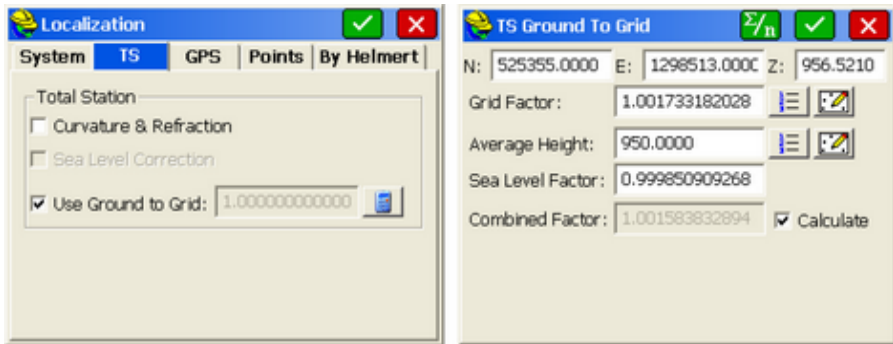 Localization
System TS GPS Points By Helmert
Total Station
Curvature & Refraction
Sea Level Correction
Use Ground to Grid: 1.000000000000
TS Ground To Grid Σ/n
N: 525355.0000 E: 1298513.000C Z: 956.5210
Grid Factor: 1.001733182028
Average Height: 950.0000
Sea Level Factor: 0.999850909268
Combined Factor: 1.001583832894 Calculate